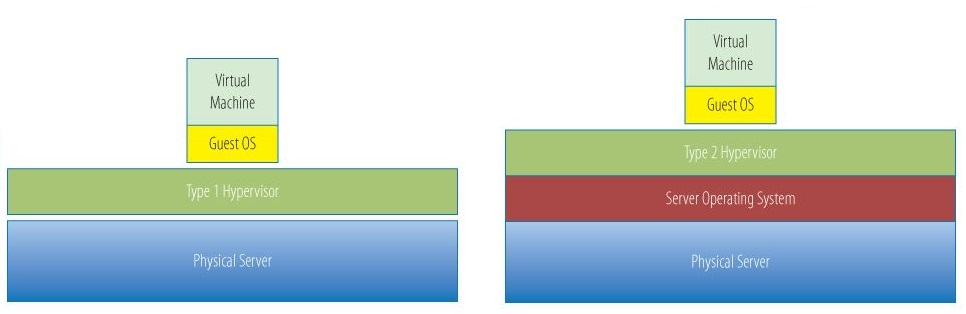 Virtual
Machine
Guest OS
Type 1 Hypervisor
Physical Server
Virtual
Machine
Guest OS
Type 2 Hypervisor
Server Operating System
Physical Server